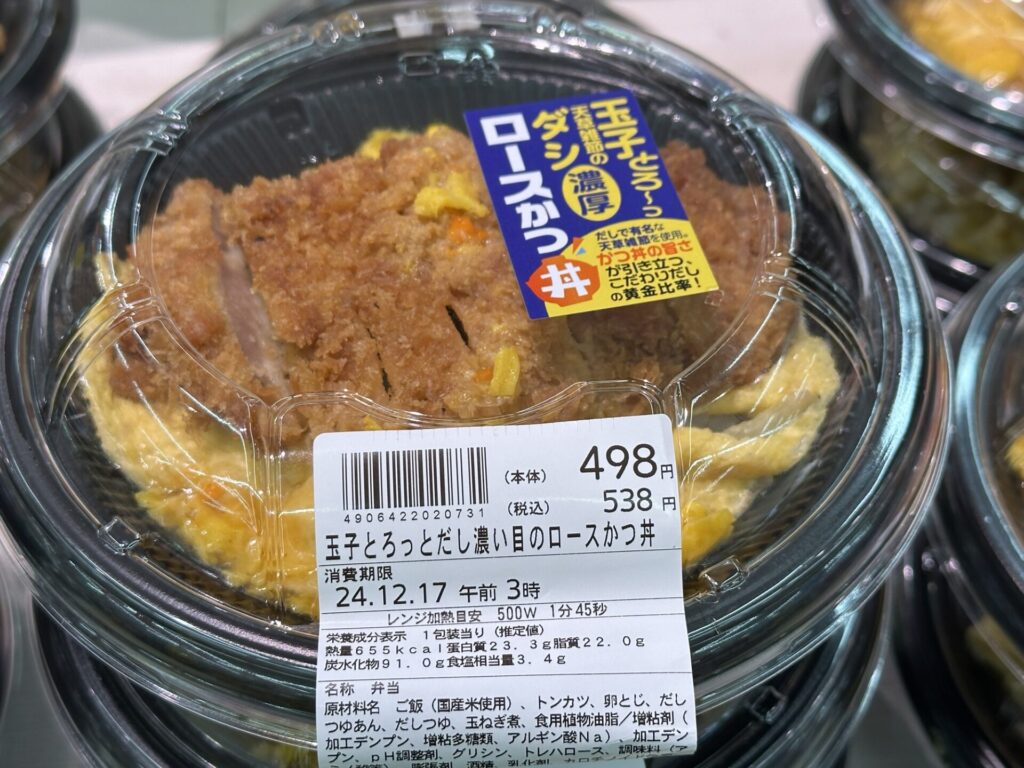 玉子とろ〜っ
天草雑節の
ダシ濃厚
ロースかつ丼
だしで有名な
天草雑節を使用。
かつ丼の旨さ
が引き立つ、
こだわりだし
の黄金比率!
(本体) 498円
4906422020731 (税込) 538円
玉子とろっとだし濃い目のロースかつ丼
消費期限
24.12.17 午前 3時
レンジ加熱目安 500W 1分45秒
栄養成分表示 1包装当り(推定値)
熱量655kcal蛋白質23.3g脂質22.0g
炭水化物91.0g食塩相当量3.4g
名称 弁当
原材料名 ご飯(国産米使用)、トンカツ、卵とじ、だし
つゆあん、だしつゆ、玉ねぎ煮、食用植物油脂/増粘剤(
加工デンプン、増粘多糖類、アルギン酸Na)、加工デン
プン、pH調整剤、グリシン、トレハロース、調味料(ア
膨張剤、酒精、乳化剤、